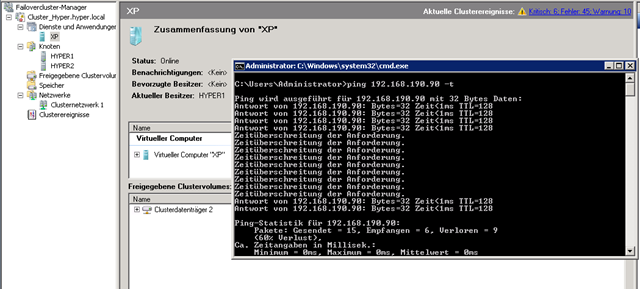 Failovercluster-Manager
Cluster_Hyper.hyper.local
Dienste und Anwendungen
XP
Knoten
HYPER1
HYPER2
Freigegebene Clustervolu
Speicher
Netzwerke
Clusternetzwerk 1
Clusterereignisse
XP
Aktuelle Clusterereignisse:
Kritisch: 6; Fehler: 45; Warnung: 10
Zusammenfassung von "XP"
Status: Online
Benachrichtigungen: <Kein>
Bevorzugte Besitzer: <Kein>
Aktueller Besitzer: HYPER1
Name
Virtueller Computer
Virtueller Computer "XP"
Freigegebene Clustervolumes:
Name
Clusterdatenträger 2
Administrator: C:\Windows\system32\cmd.exe
C:\Users\Administrator>ping 192.168.190.90 -t
Ping wird ausgeführt für 192.168.190.90 mit 32 Bytes Daten:
Antwort von 192.168.190.90: Bytes=32 Zeit<1ms TTL=128
Antwort von 192.168.190.90: Bytes=32 Zeit<1ms TTL=128
Antwort von 192.168.190.90: Bytes=32 Zeit<1ms TTL=128
Antwort von 192.168.190.90: Bytes=32 Zeit<1ms TTL=128
Zeitüberschreitung der Anforderung.
Zeitüberschreitung der Anforderung.
Zeitüberschreitung der Anforderung.
Zeitüberschreitung der Anforderung.
Zeitüberschreitung der Anforderung.
Zeitüberschreitung der Anforderung.
Zeitüberschreitung der Anforderung.
Zeitüberschreitung der Anforderung.
Zeitüberschreitung der Anforderung.
Antwort von 192.168.190.90: Bytes=32 Zeit<1ms TTL=128
Antwort von 192.168.190.90: Bytes=32 Zeit<1ms TTL=128
Ping-Statistik für 192.168.190.90:
Pakete: Gesendet = 15, Empfangen = 6, Verloren = 9
(60% Verlust),
Ca. Zeitangaben in Millisek.:
Minimum = 0ms, Maximum = 0ms, Mittelwert = 0ms